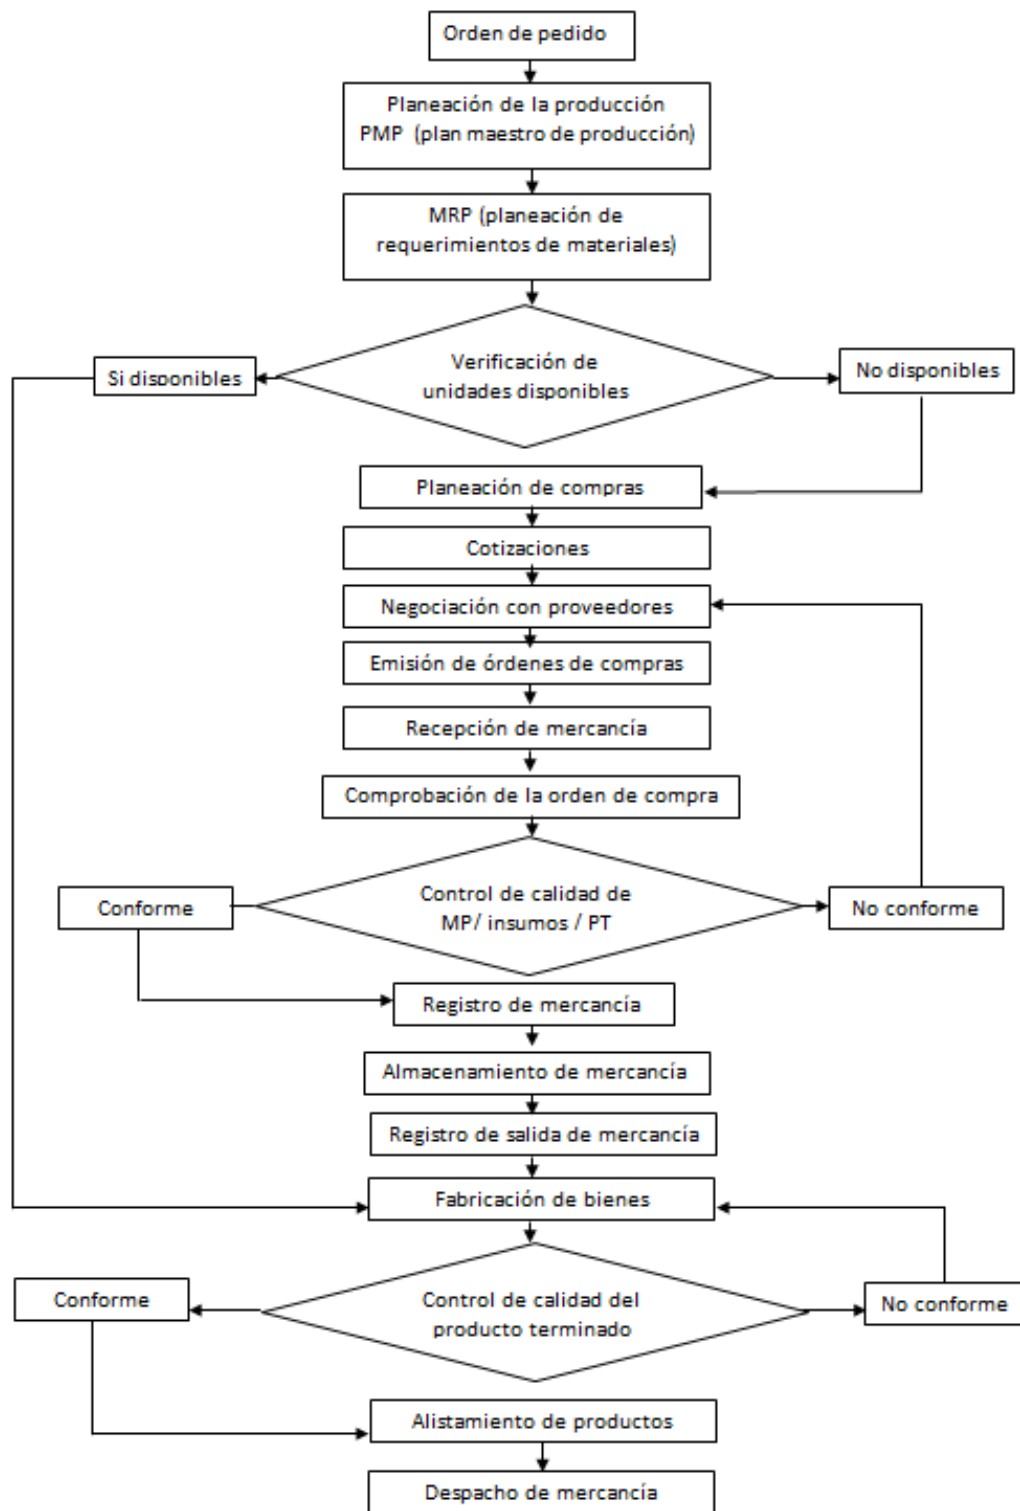 Orden de pedido
Planeación de la producción
PMP (plan maestro de producción)
MRP (planeación de
requerimientos de materiales)
Verificación de
unidades disponibles
Si disponibles
No disponibles
Planeación de compras
Cotizaciones
Negociación con proveedores
Emisión de órdenes de compras
Recepción de mercancía
Comprobación de la orden de compra
Control de calidad de
MP/ insumos / PT
Conforme
No conforme
Registro de mercancía
Almacenamiento de mercancía
Registro de salida de mercancía
Fabricación de bienes
Control de calidad del
producto terminado
Conforme
No conforme
Alistamiento de productos
Despacho de mercancía